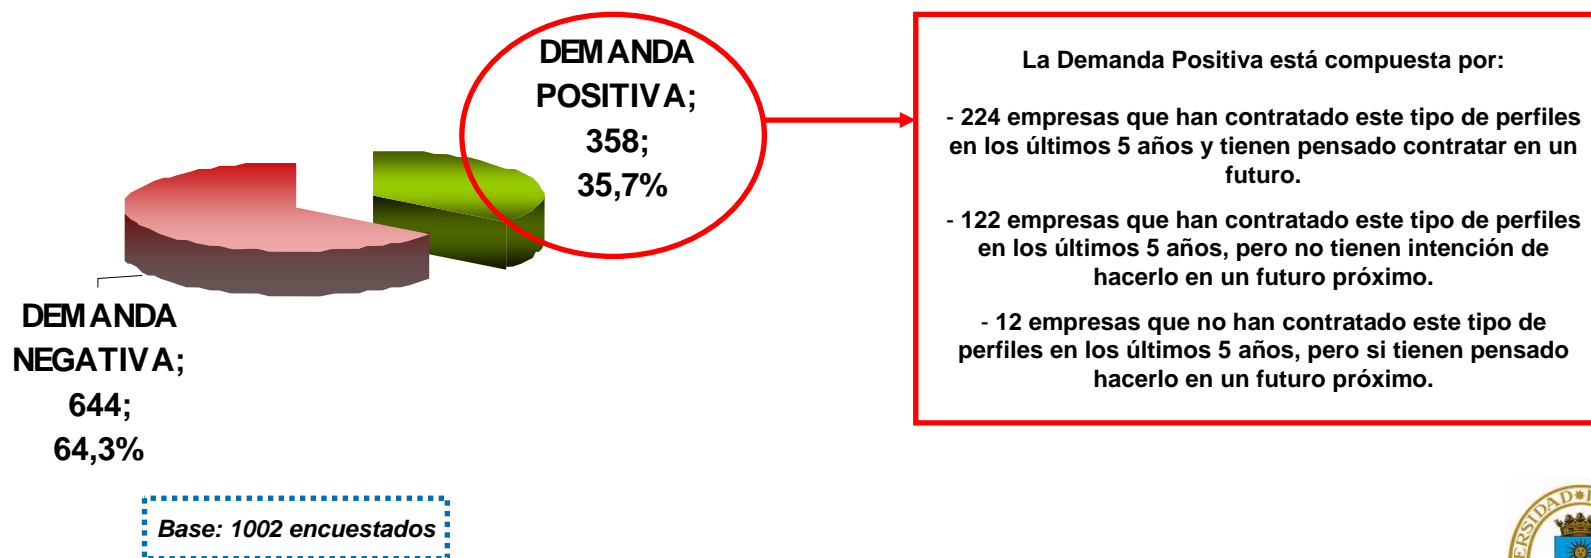 DEMANDA
POSITIVA;
358;
35,7%
La Demanda Positiva está compuesta por:
- 224 empresas que han contratado este tipo de perfiles
en los últimos 5 años y tienen pensado contratar en un
futuro.
- 122 empresas que han contratado este tipo de perfiles
en los últimos 5 años, pero no tienen intención de
hacerlo en un futuro próximo.
- 12 empresas que no han contratado este tipo de
perfiles en los últimos 5 años, pero si tienen pensado
hacerlo en un futuro próximo.
DEMANDA
NEGATIVA;
644;
64,3%
Base: 1002 encuestados